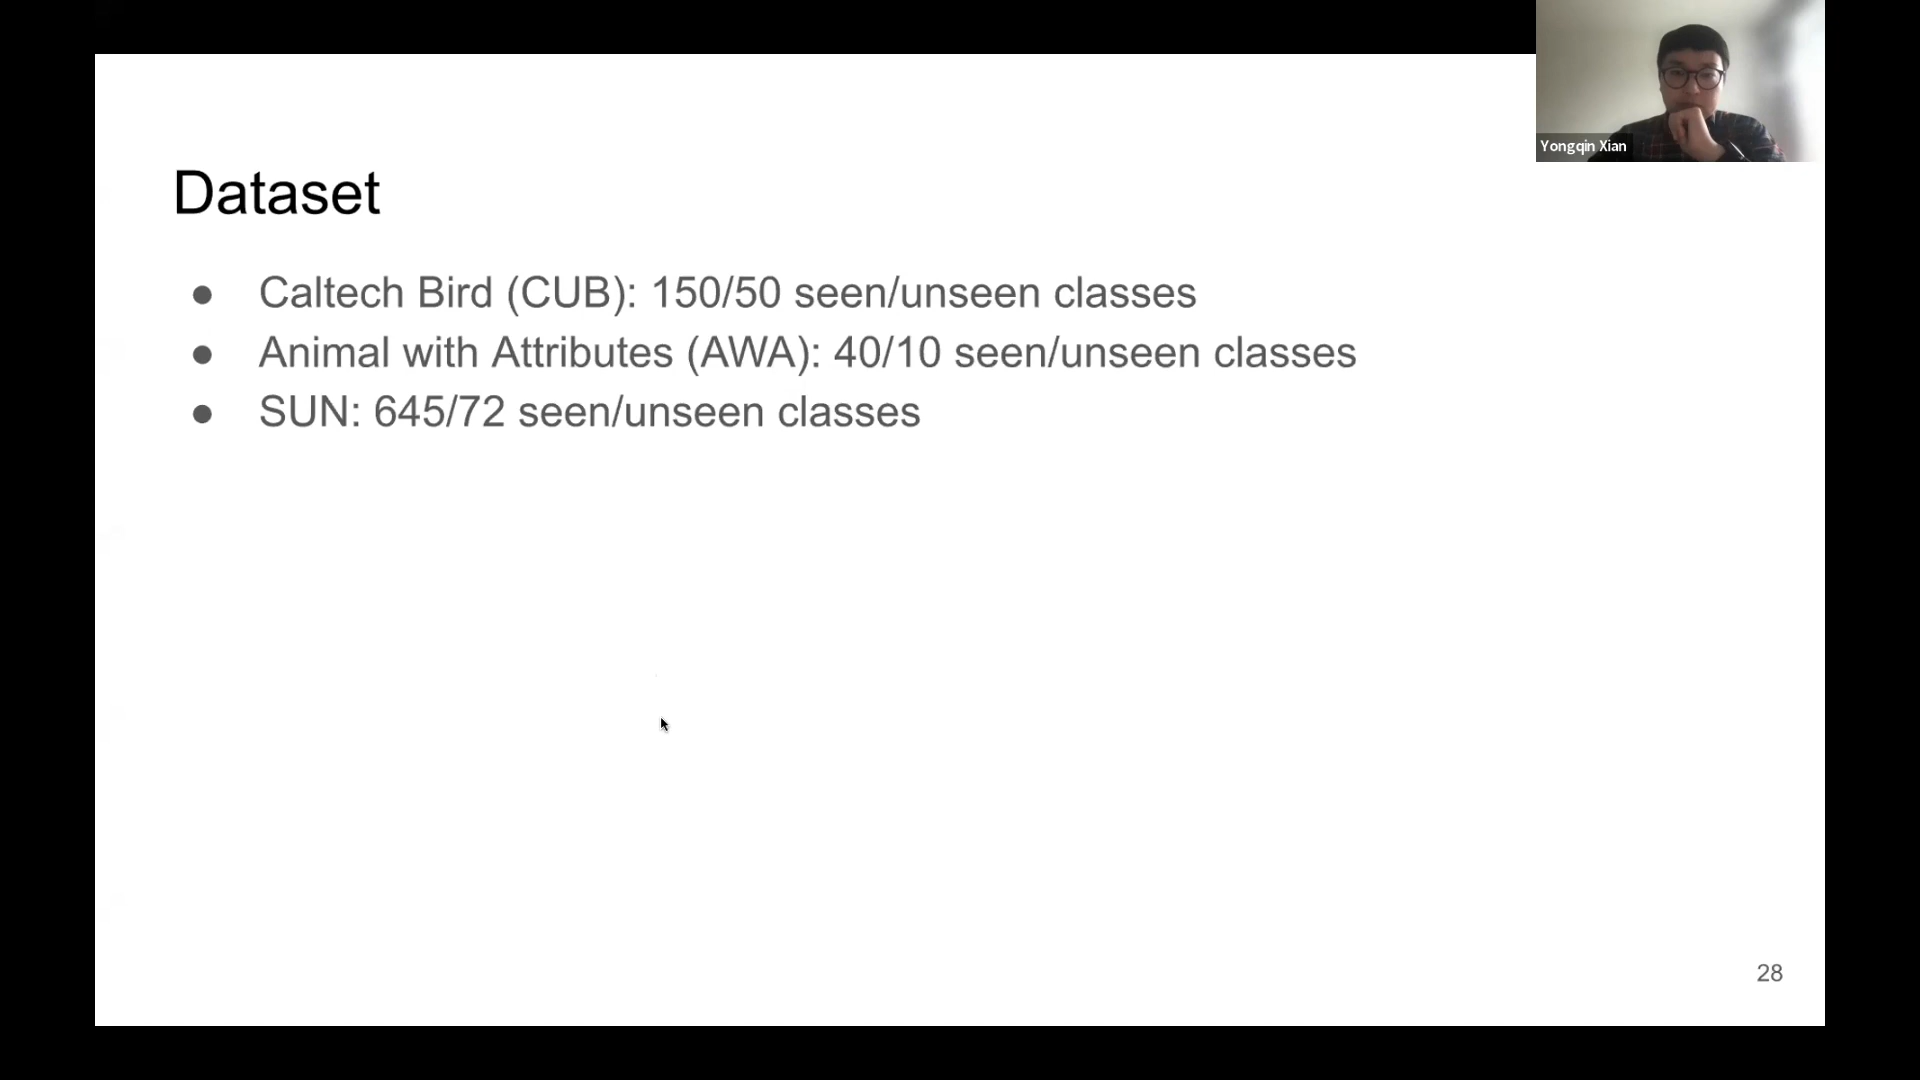 Yongqin Xian
Dataset
● Caltech Bird (CUB): 150/50 seen/unseen classes
● Animal with Attributes (AWA): 40/10 seen/unseen classes
● SUN: 645/72 seen/unseen classes
28